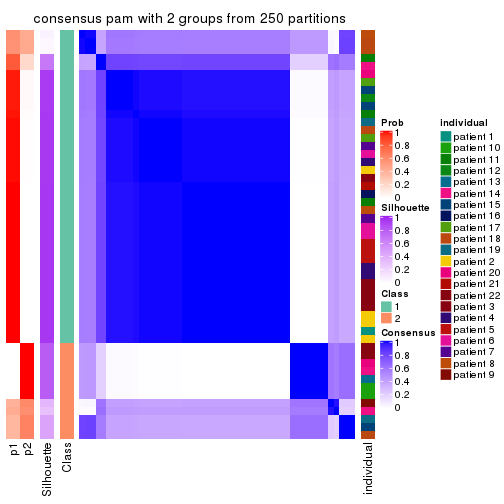 consensus pam with 2 groups from 250 partitions
Prob
1
0.8
0.6
0.4
0.2
0
Silhouette
1
0.8
0.6
0.4
0.2
0
Class
1
2
Consensus
1
0.8
0.6
0.4
0.2
0
individual
patient 1
patient 10
patient 11
patient 12
patient 13
patient 14
patient 15
patient 16
patient 17
patient 18
patient 19
patient 2
patient 20
patient 21
patient 22
patient 3
patient 4
patient 5
patient 6
patient 7
patient 8
patient 9
p1
p2
Silhouette
Class
individual